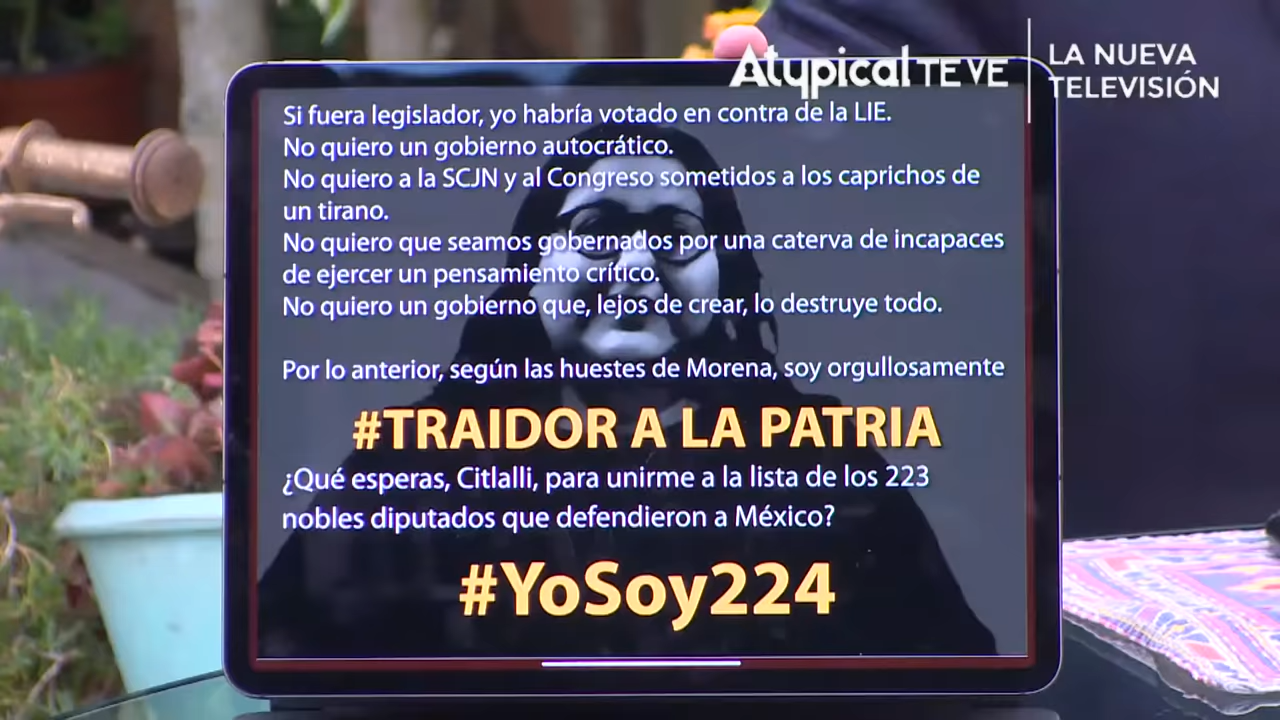 Atypical TE VE
LA NUEVA
TELEVISIÓN
Si fuera legislador, yo habría votado en contra de la LIE.
No quiero un gobierno autocrático.
No quiero a la SCJN y al Congreso sometidos a los caprichos de
un tirano.
No quiero que seamos gobernados por una caterva de incapaces
de ejercer un pensamiento crítico.
No quiero un gobierno que, lejos de crear, lo destruye todo.
Por lo anterior, según las huestes de Morena, soy orgullosamente
#TRAIDOR A LA PATRIA
¿Qué esperas, Citlalli, para unirme a la lista de los 223
nobles diputados que defendieron a México?
#YoSoy224